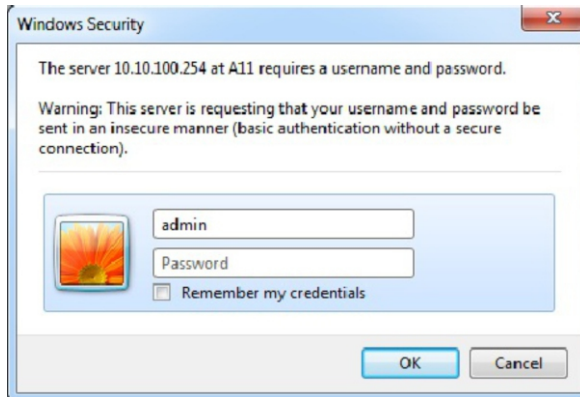 Windows Security
The server 10.10.100.254 at A11 requires a username and password.
Warning: This server is requesting that your username and password be
sent in an insecure manner (basic authentication without a secure
connection).
admin
Password
Remember my credentials
OK
Cancel